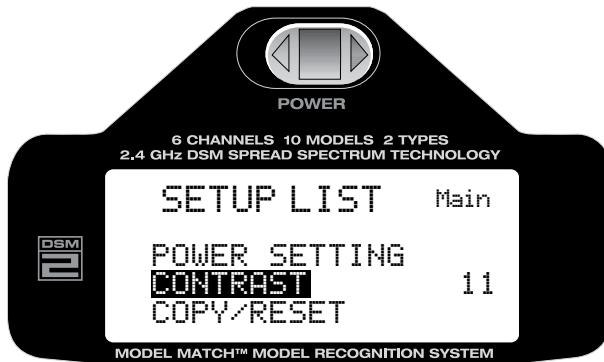 POWER
6 CHANNELS 10 MODELS 2 TYPES
2.4 GHz DSM SPREAD SPECTRUM TECHNOLOGY
SETUP LIST Main
DSM
2
POWER SETTING
CONTRAST 11
COPY/RESET
MODEL MATCH™ MODEL RECOGNITION SYSTEM